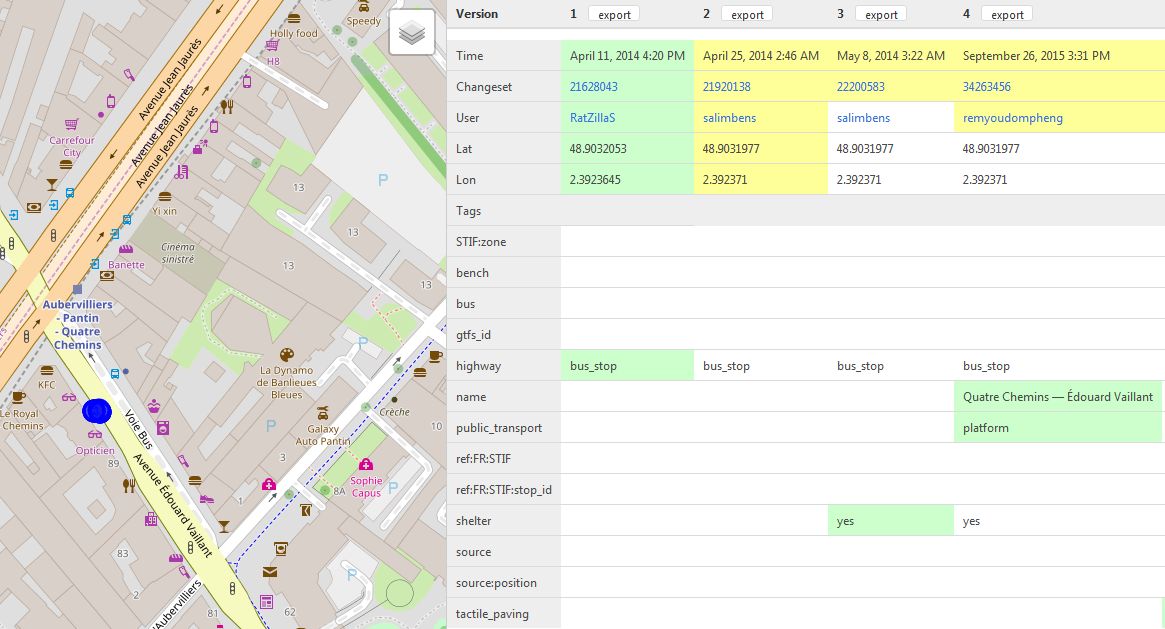 Speedy
Holly food
H8
Avenue Jean Jaurès
Avenue Jean Jaurès
Avenue Jean Jaurès
Carrefour
City
Yi xin
13
13
13
13
Cinéma
sinistré
Banette
Aubervilliers
- Pantin
- Quatre
Chemins
KFC
Le Royal
Chemins
La Dynamo
de Banlieues
Bleues
Crèche
Galaxy
Auto Pantin
10
Voie Bus
Opticien
89
Avenue Édouard Vaillant
3
8A
Sophie
Capus
1
83
2
81
62
Aubervilliers
P
P
P
P
P
Version 1 export 2 export 3 export 4 export
Time April 11, 2014 4:20 PM April 25, 2014 2:46 AM May 8, 2014 3:22 AM September 26, 2015 3:31 PM
Changeset 21628043 21920138 22200583 34263456
User RatZillaS salimbens salimbens remyoudompheng
Lat 48.9032053 48.9031977 48.9031977 48.9031977
Lon 2.3923645 2.392371 2.392371 2.392371
Tags
STIF:zone
bench
bus
gtfs_id
highway bus_stop bus_stop bus_stop bus_stop
name Quatre Chemins — Édouard Vaillant
public_transport platform
ref:FR:STIF
ref:FR:STIF:stop_id
shelter yes yes
source
source:position
tactile_paving